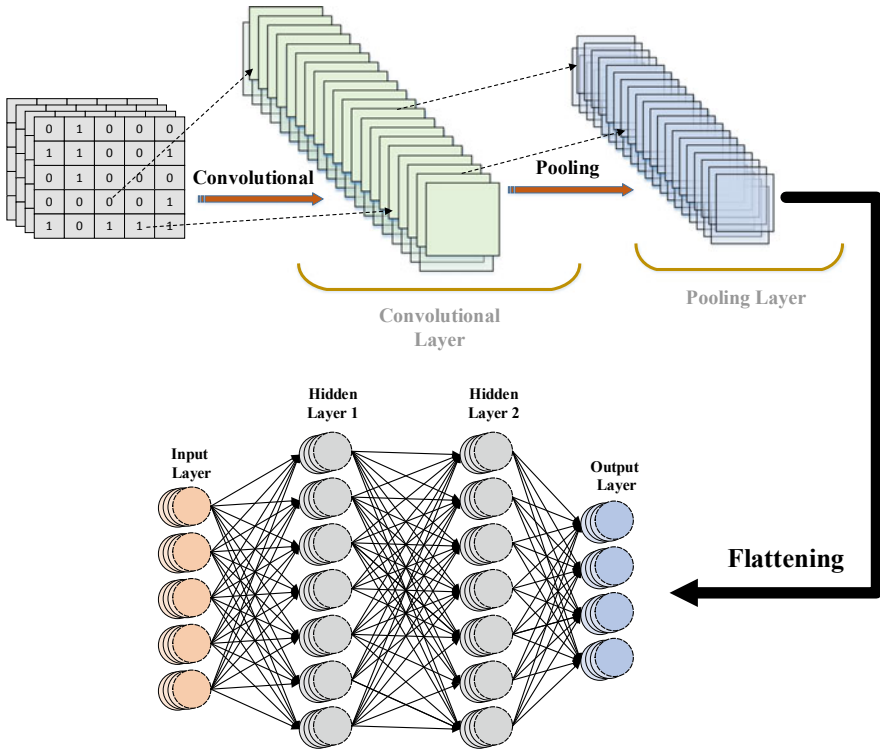 0 1 0 0 0
1 1 0 0 1
0 1 0 0 0
0 0 0 0 1
1 0 1 1 1
Convolutional
Pooling
Convolutional
Layer
Pooling Layer
Hidden
Layer 1
Hidden
Layer 2
Input
Layer
Output
Layer
Flattening